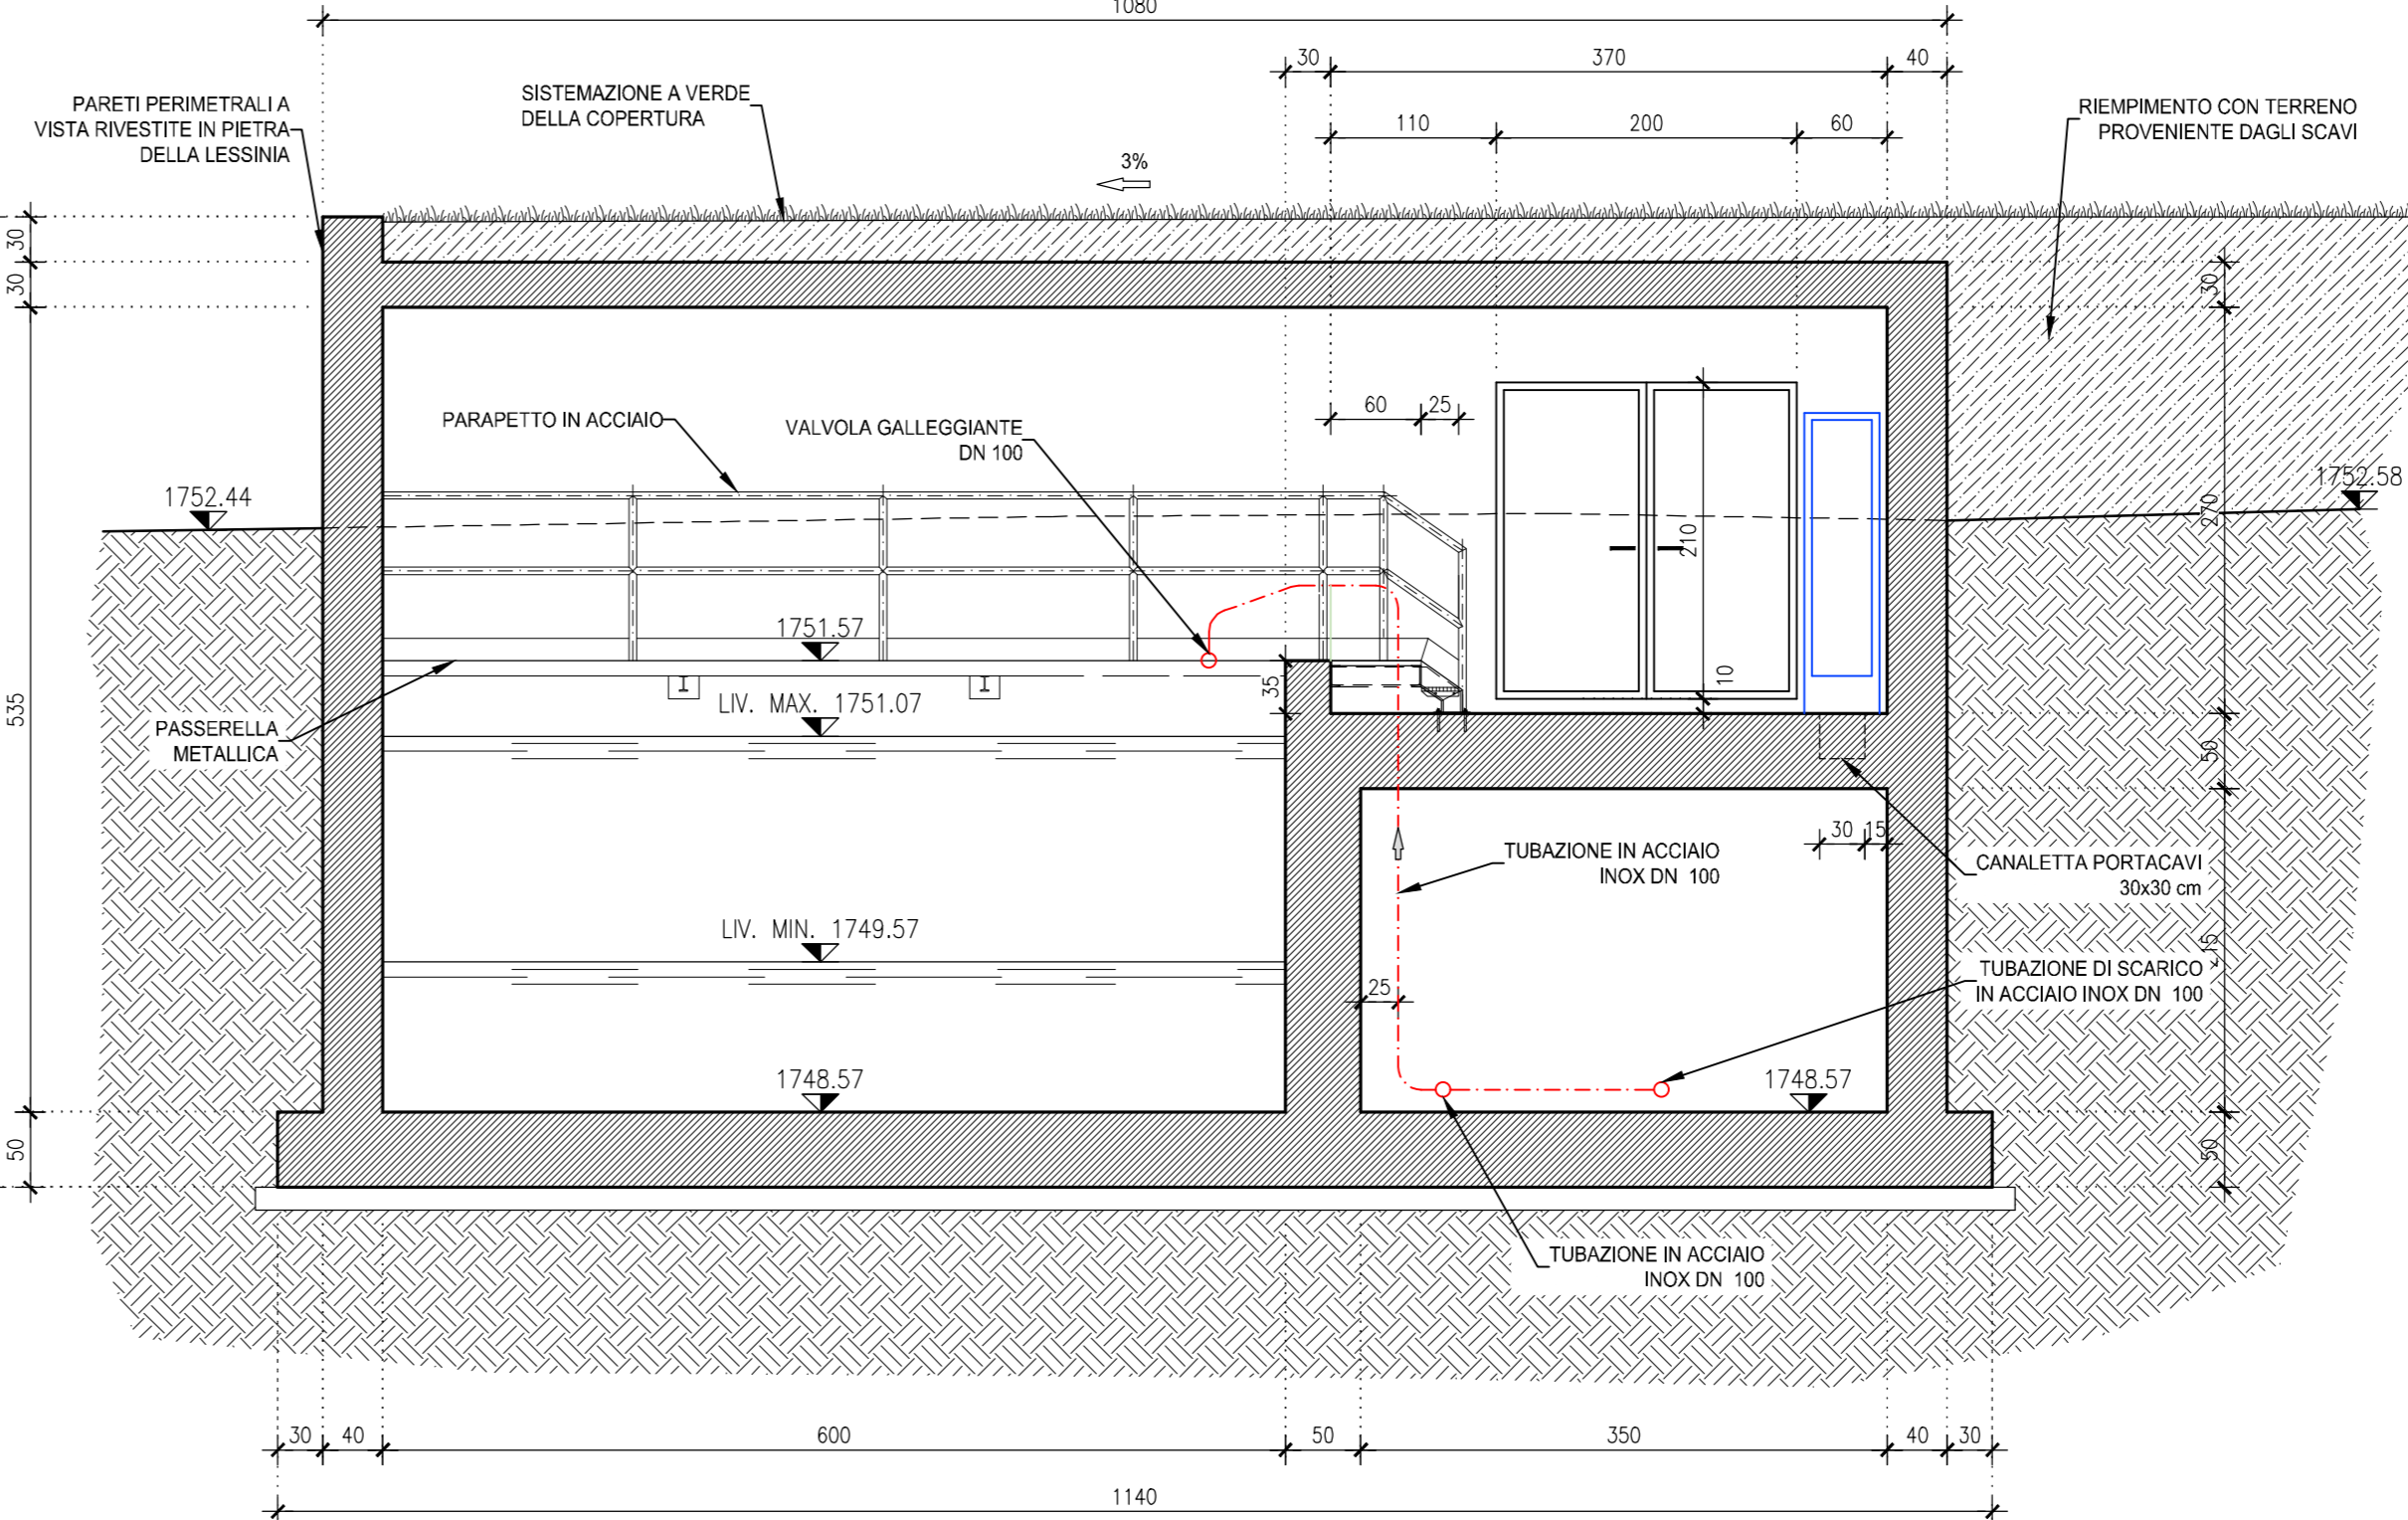 1080
30
370
40
PARETI PERIMETRALI A
VISTA RIVESTITE IN PIETRA
DELLA LESSINIA
SISTEMAZIONE A VERDE
DELLA COPERTURA
RIEMPIMENTO CON TERRENO
PROVENIENTE DAGLI SCAVI
110
200
60
3%
30
30
30
PARAPETTO IN ACCIAIO
VALVOLA GALLEGGIANTE
DN 100
60
25
1752.44
1752.58
270
210
1751.57
10
35
535
LIV. MAX. 1751.07
PASSERELLA
METALLICA
I
I
50
30
15
TUBAZIONE IN ACCIAIO
INOX DN 100
CANALETTA PORTACAVI
30x30 cm
LIV. MIN. 1749.57
TUBAZIONE DI SCARICO
IN ACCIAIO INOX DN 100
25
1748.57
1748.57
50
50
TUBAZIONE IN ACCIAIO
INOX DN 100
30
40
600
50
350
40
30
1140